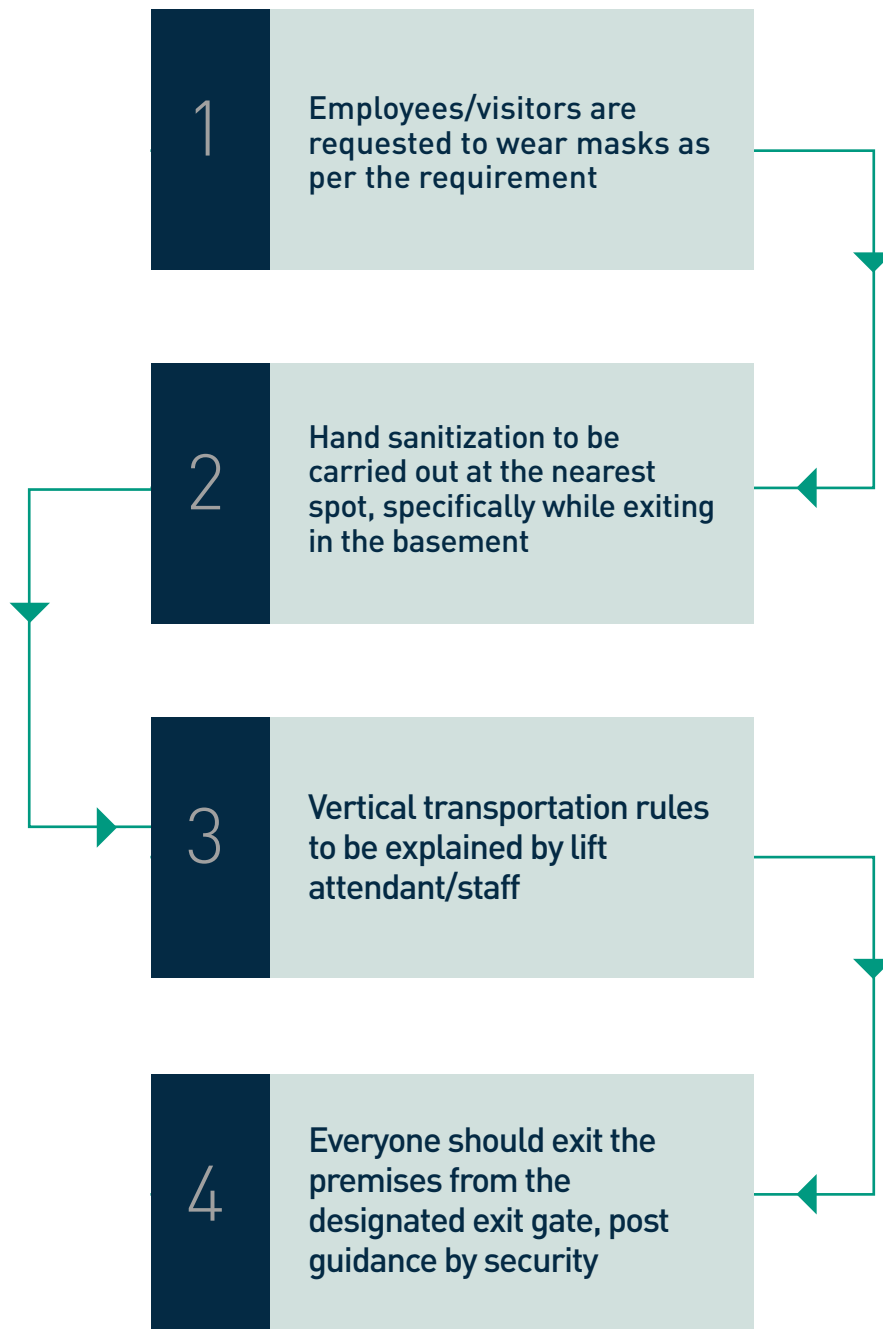 1
Employees/visitors are
requested to wear masks as
per the requirement
2
Hand sanitization to be
carried out at the nearest
spot, specifically while exiting
in the basement
3
Vertical transportation rules
to be explained by lift
attendant/staff
4
Everyone should exit the
premises from the
designated exit gate, post
guidance by security